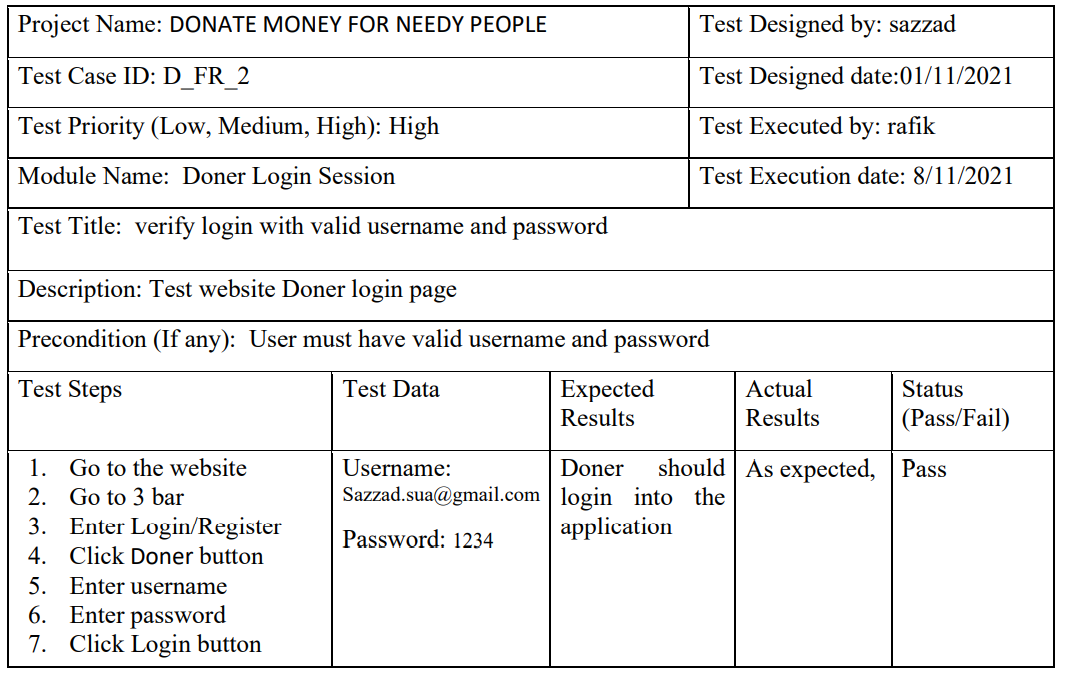 Project Name: DONATE MONEY FOR NEEDY PEOPLE
Test Designed by: sazzad
Test Case ID: D_FR_2
Test Designed date:01/11/2021
Test Priority (Low, Medium, High): High
Test Executed by: rafik
Module Name:  Doner Login Session
Test Execution date: 8/11/2021
Test Title:  verify login with valid username and password
Description: Test website Doner login page
Precondition (If any):  User must have valid username and password
Test Steps
Test Data
Expected
Results
Actual
Results
Status
(Pass/Fail)
1. Go to the website
2. Go to 3 bar
3. Enter Login/Register
4. Click Doner button
5. Enter username
6. Enter password
7. Click Login button
Username:
Sazzad.sua@gmail.com
Password: 1234
Doner should
login into the
application
As expected,
Pass